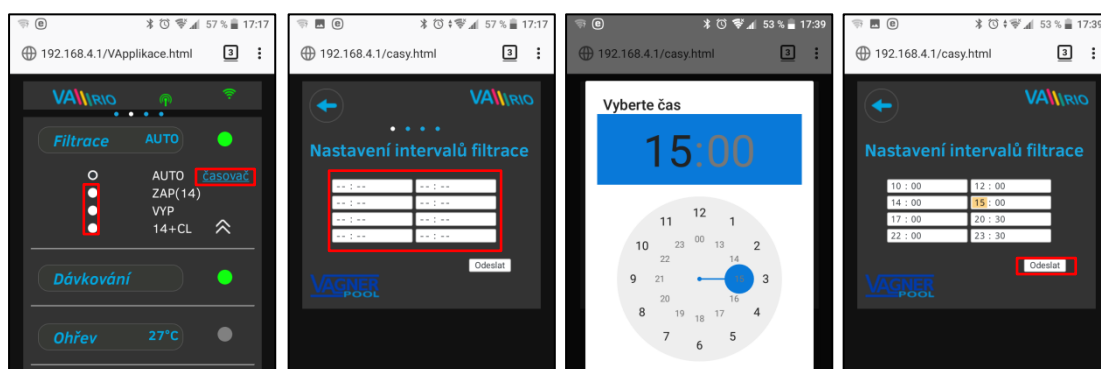 57 % 17:17
192.168.4.1/VApplikace.html 3
VA RIO
Filtrace AUTO
AUTO časovač
ZAP(14)
VYP
14+CL
Dávkování
Ohřev 27°C
57 % 17:17
192.168.4.1/casy.html 3
VA RIO
Nastavení intervalů filtrace
-- : -- -- : --
-- : -- -- : --
-- : -- -- : --
-- : -- -- : --
Odeslat
VAGNER
POOL
53 % 17:39
192.168.4.1/casy.html 3
Vyberte čas
15:00
12
11 1
00
10 23 13 2
22 14
9 21 15 3
20 16
8 19 18 17 4
7 5
6
53 % 17:39
192.168.4.1/casy.html 3
VA RIO
Nastavení intervalů filtrace
10 : 00 12 : 00
14 : 00 15 : 00
17 : 00 20 : 30
22 : 00 23 : 30
Odeslat
VAGNER
POOL